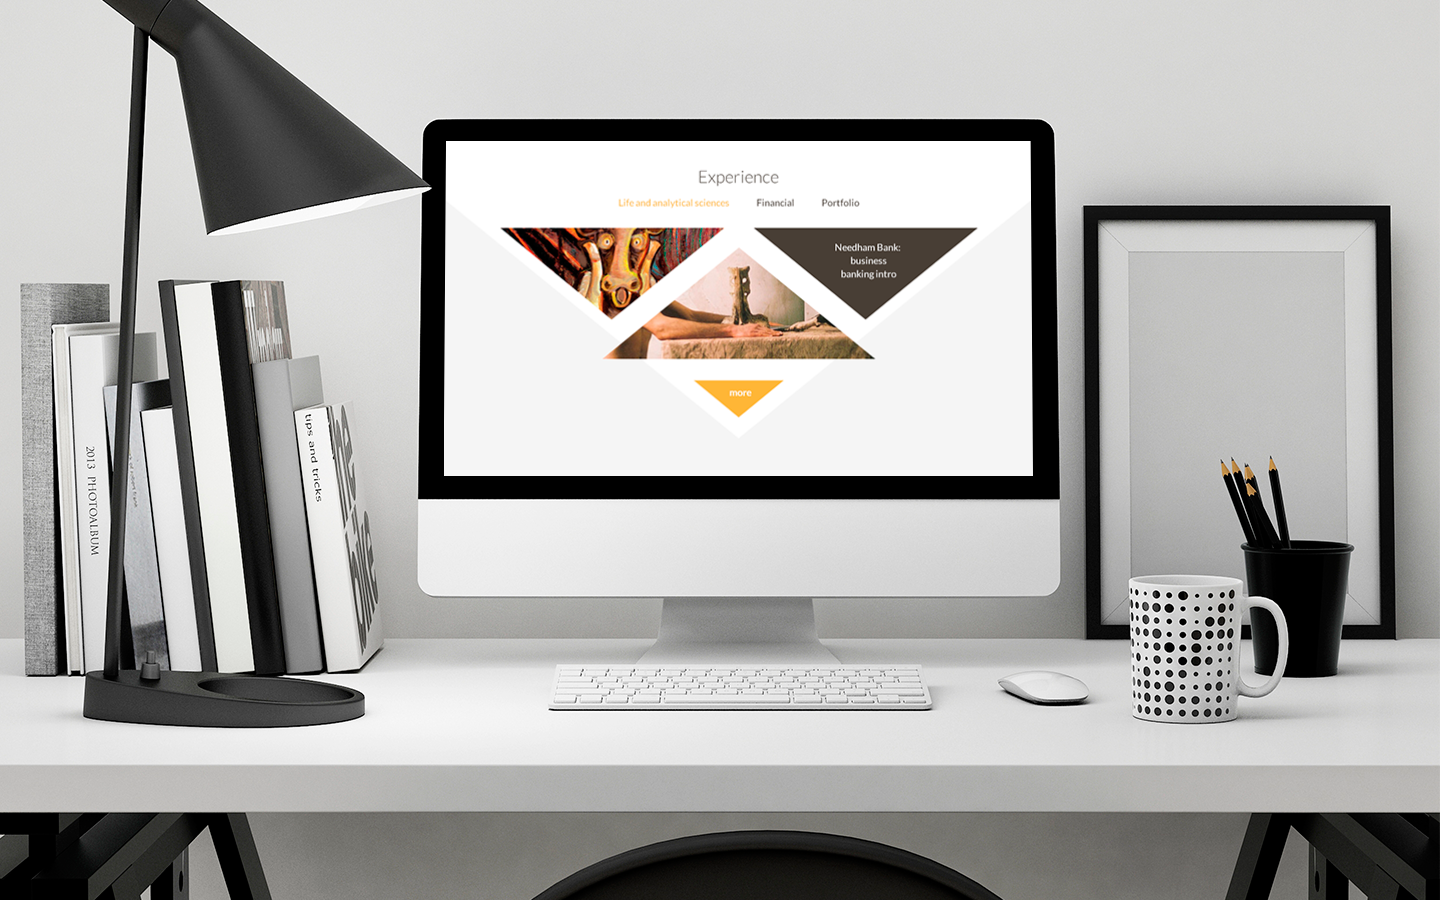 Experience
Life and analytical sciences
Financial
Portfolio
Needham Bank:
business
banking intro
more
2013 PHOTOALBUM
tips and tricks